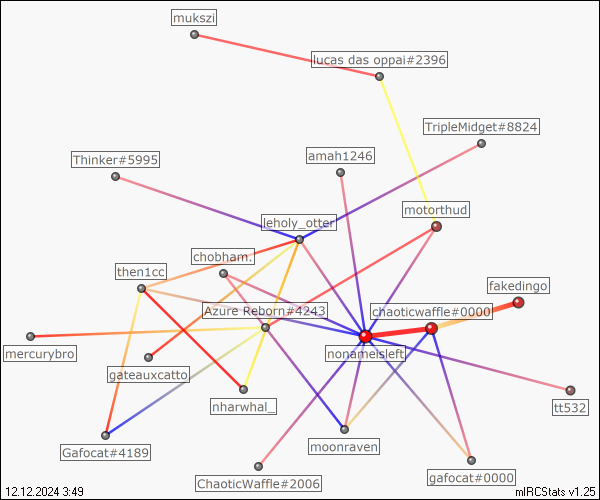 mukszi
lucas das oppai#2396
TripleMidget#8824
amah1246
Thinker#5995
motorthud
leholy_otter
chobham.
then1cc
fakedingo
Azure Reborn#4243
chaoticwaffle#0000
mercurybro
nonameisleft
gateauxcatto
nharwhal_
tt532
moonraven
Gafocat#4189
gafocat#0000
ChaoticWaffle#2006
12.12.2024 3:49
mIRCStats v1.25